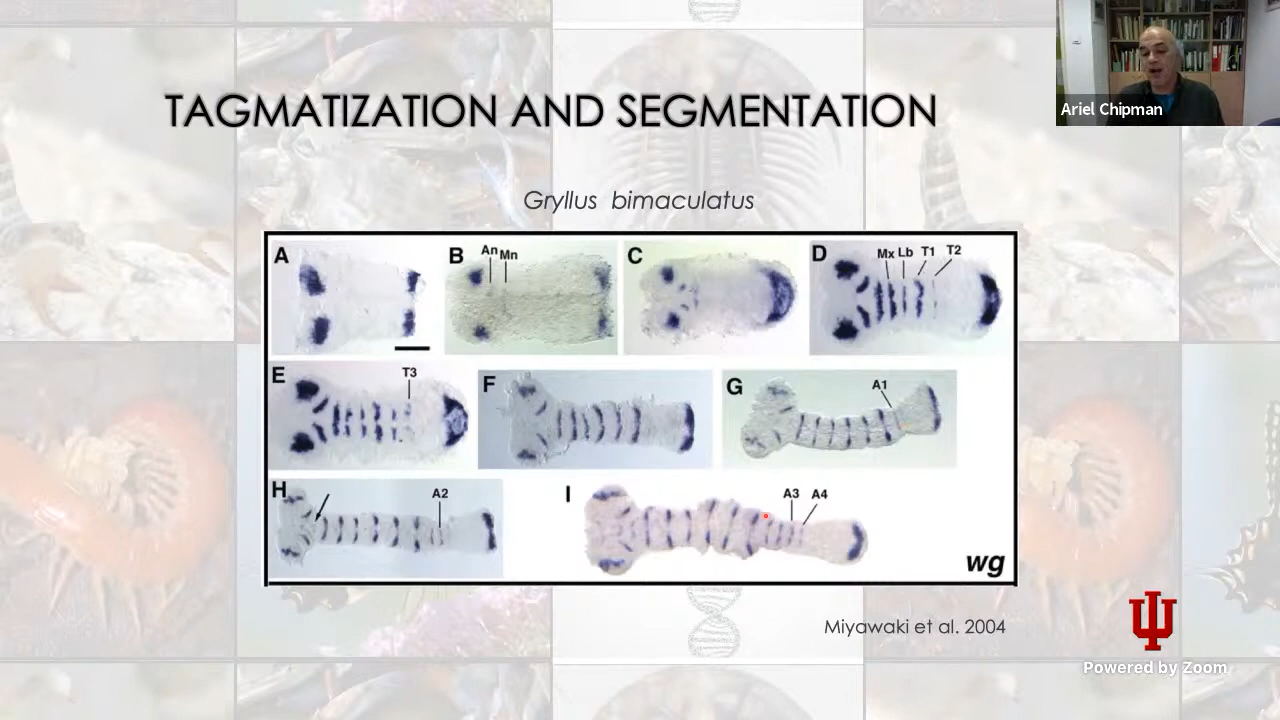 Ariel Chipman
TAGMATIZATION AND SEGMENTATION
Gryllus bimaculatus
A
B
An
Mn
C
D
Mx
Lb
T1
T2
E
T3
F
G
A1
H
A2
I
A3
A4
wg
Miyawaki et al. 2004
Powered by Zoom